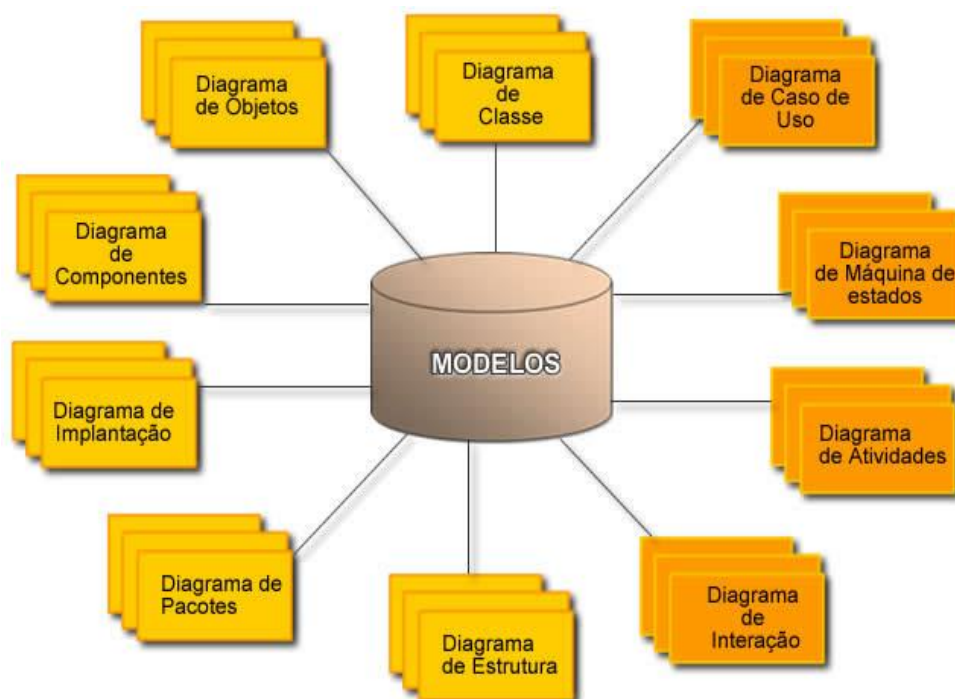 Diagrama
de Objetos
Diagrama
de
Classe
Diagrama
de Caso de
Uso
Diagrama
de
Componentes
Diagrama
de Máquina de
estados
MODELOS
Diagrama de
Implantação
Diagrama
de Atividades
Diagrama de
Pacotes
Diagrama
de Estrutura
Diagrama
de
Interação